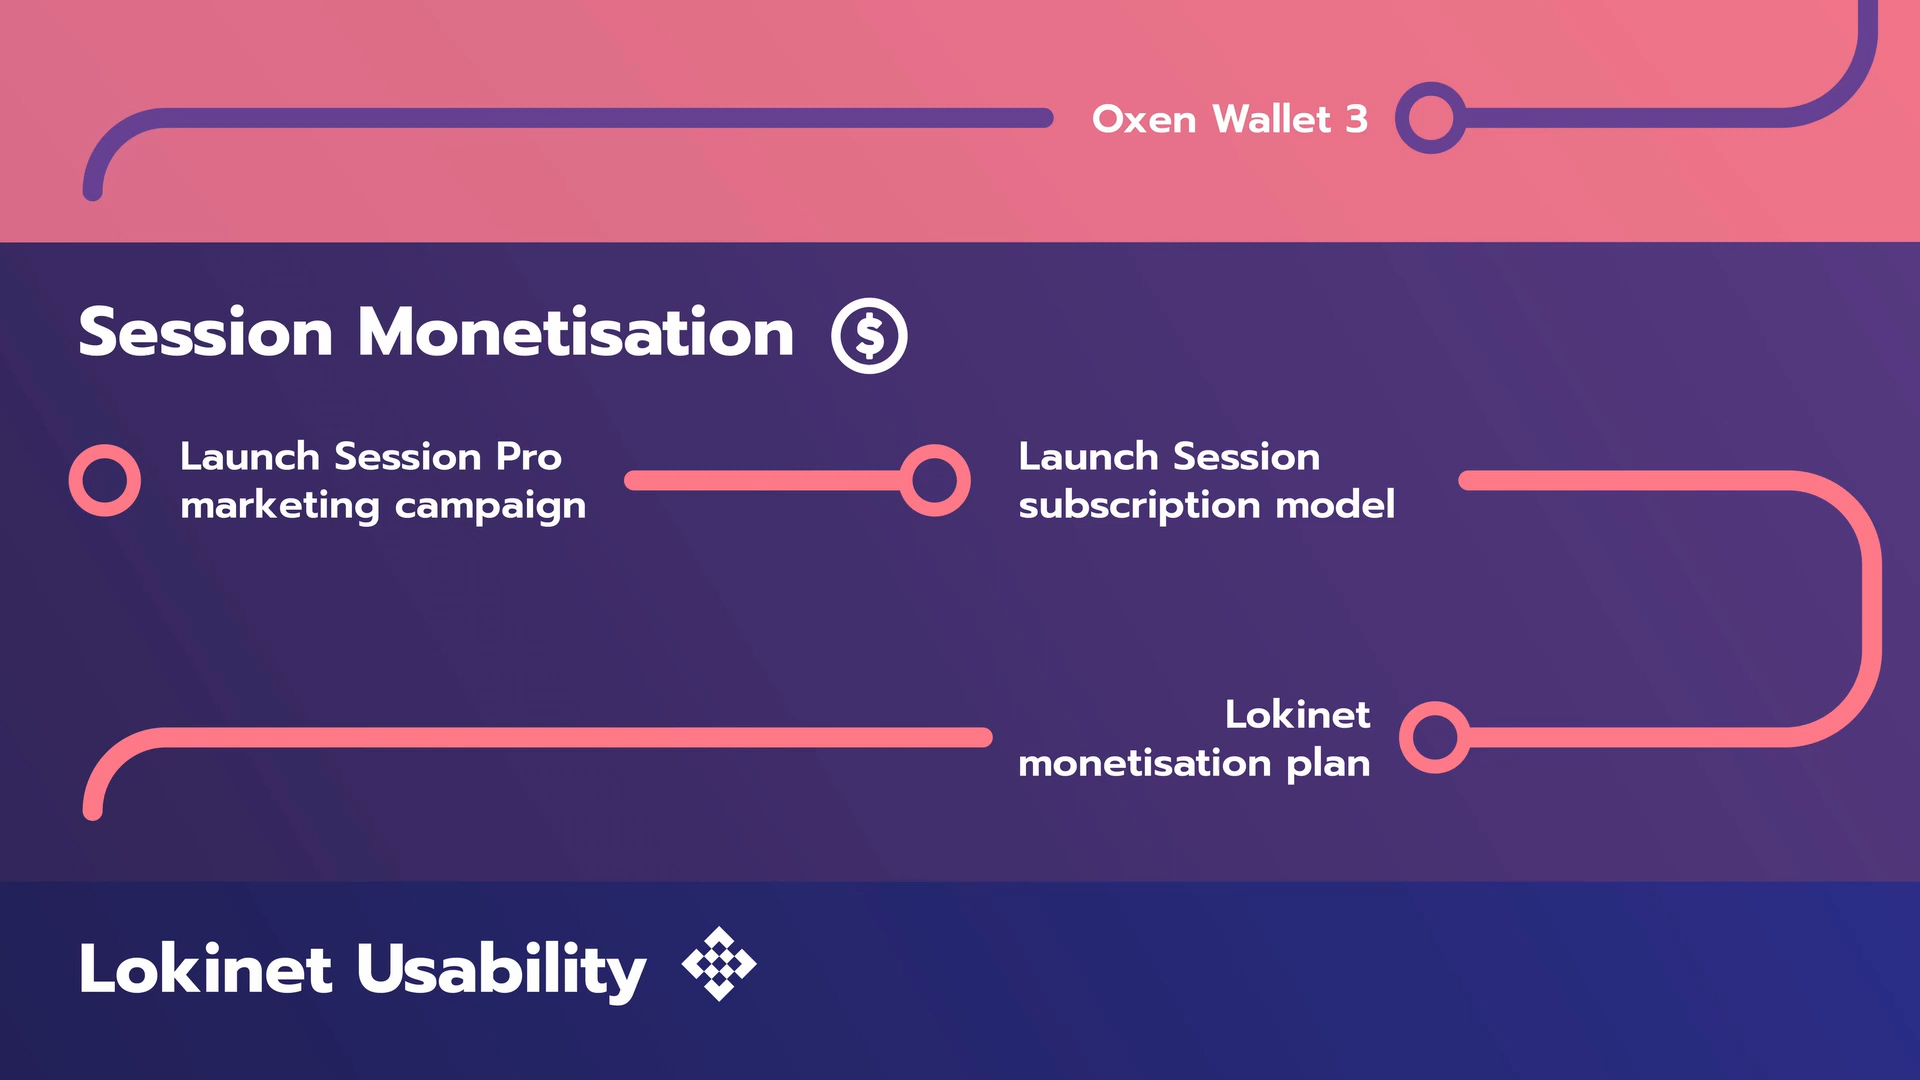 Oxen Wallet 3
Session Monetisation
Launch Session Pro
marketing campaign
Launch Session
subscription model
Lokinet
monetisation plan
Lokinet Usability